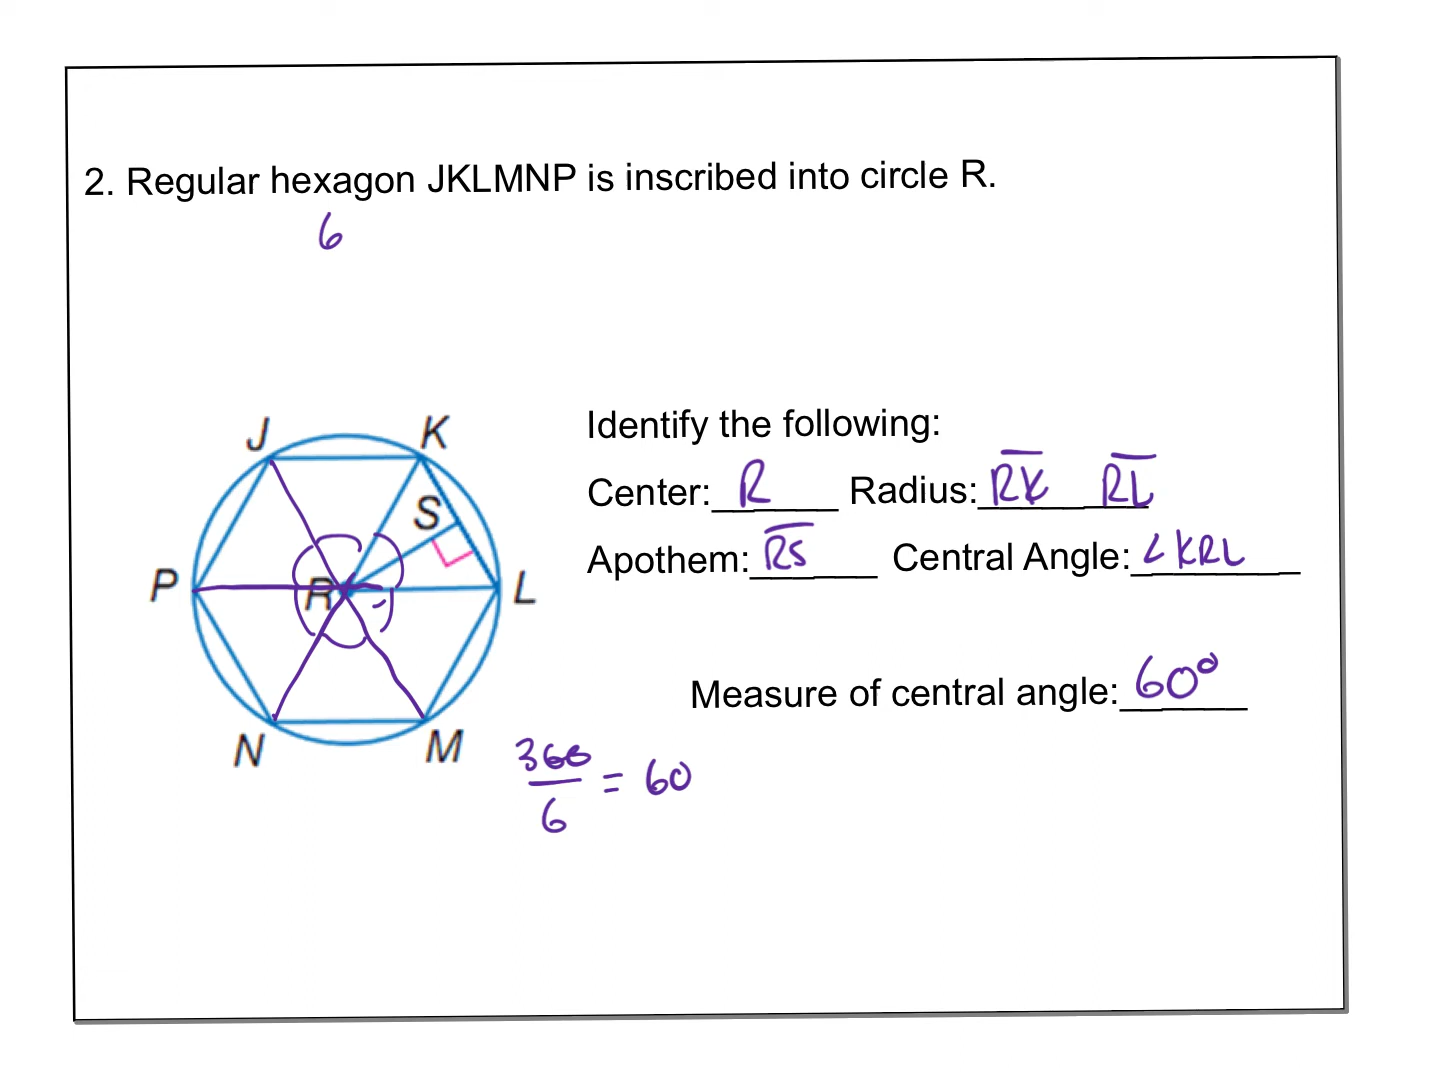 2. Regular hexagon JKLMNP is inscribed into circle R.
6
Identify the following:
Center: R Radius: RK RL
Apothem: RS Central Angle: ∠KRL
Measure of central angle: 60°
J K
S
P R L
N M
360
6 = 60